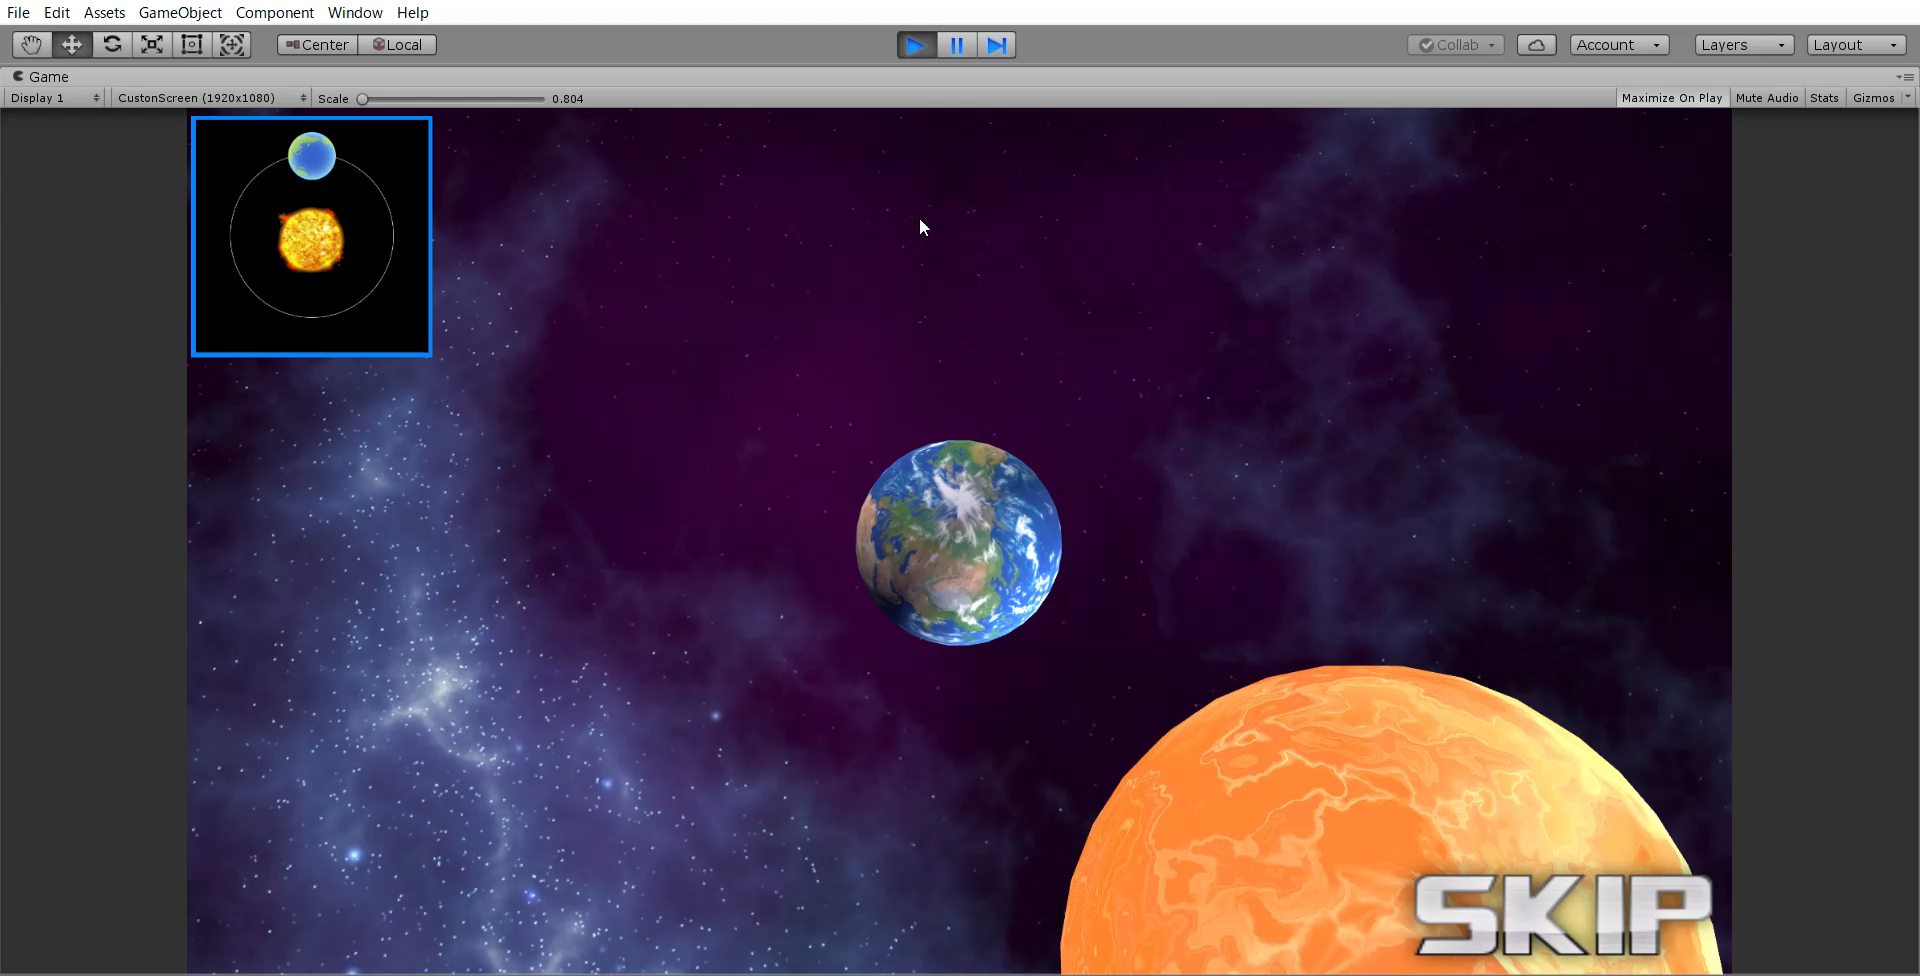 File Edit Assets GameObject Component Window Help
Center Local Collab Account Layers Layout
Game
Display 1 CustonScreen (1920x1080) Scale 0.804 Maximize On Play Mute Audio Stats Gizmos
SKIP